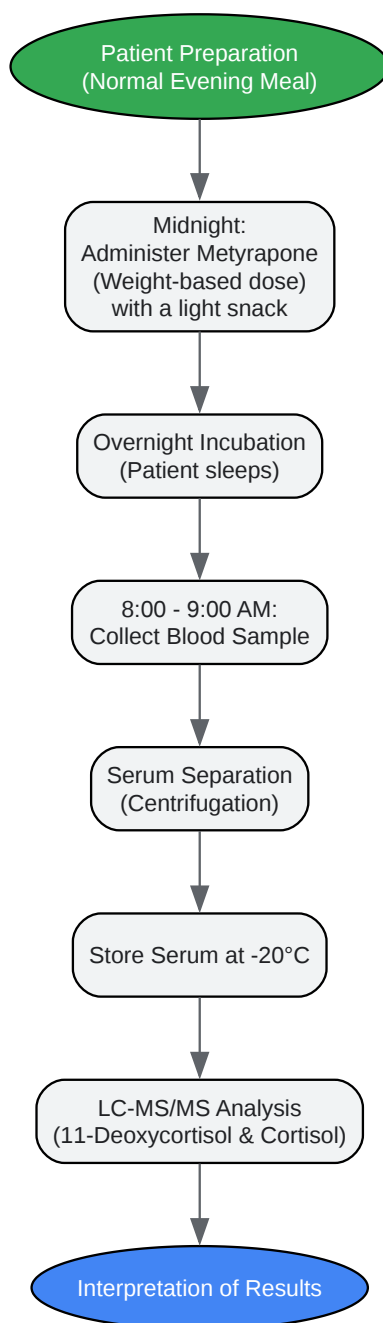 Patient Preparation
(Normal Evening Meal)
Midnight:
Administer Metyrapone
(Weight-based dose)
with a light snack
Overnight Incubation
(Patient sleeps)
8:00 - 9:00 AM:
Collect Blood Sample
Serum Separation
(Centrifugation)
Store Serum at -20°C
LC-MS/MS Analysis
(11-Deoxycortisol & Cortisol)
Interpretation of Results